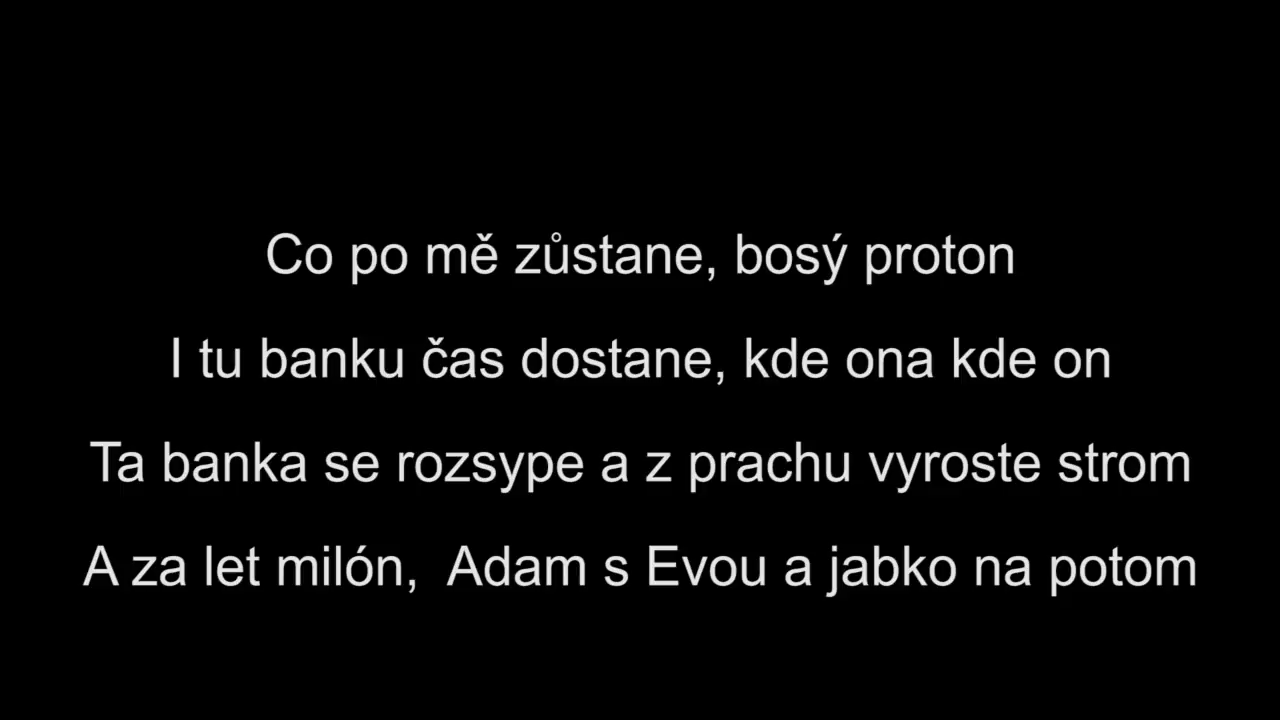 Co po mě zůstane, bosý proton
I tu banku čas dostane, kde ona kde on
Ta banka se rozsype a z prachu vyroste strom
A za let milón,  Adam s Evou a jabko na potom